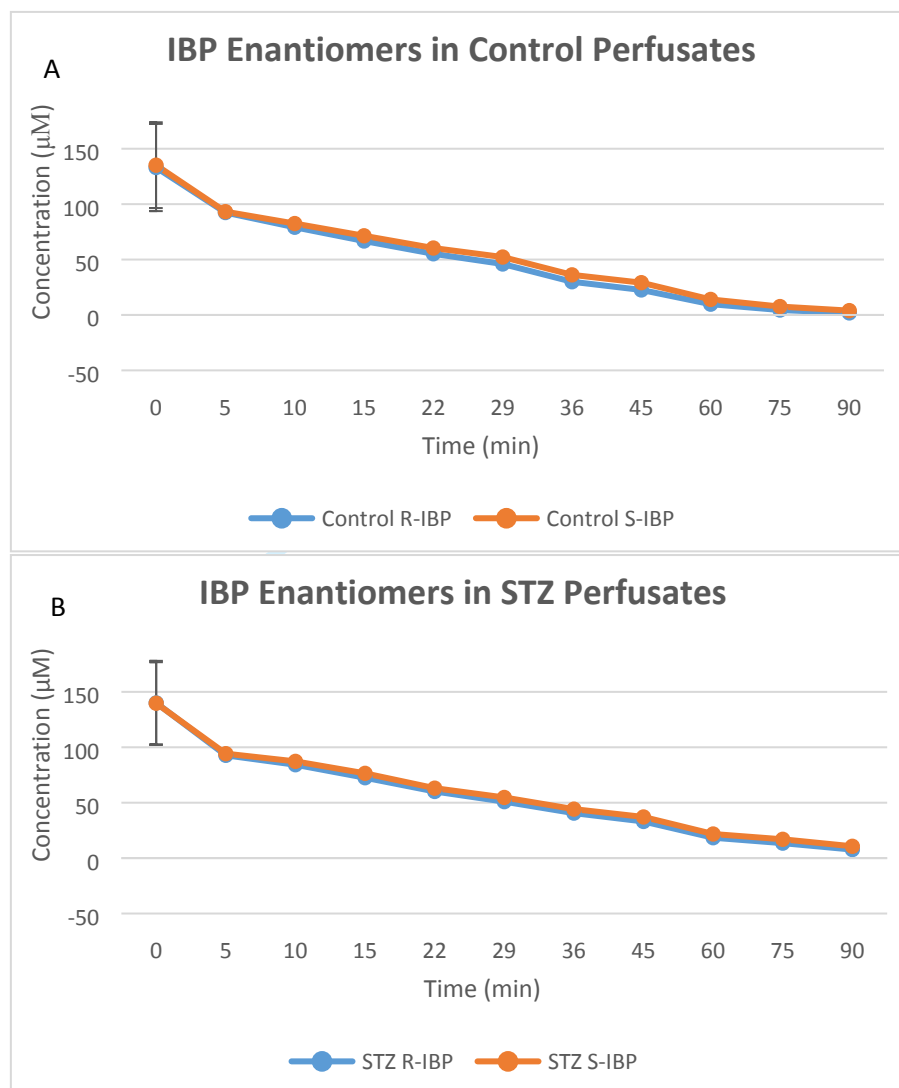 A
IBP Enantiomers in Control Perfusates
Concentration (µM)
150
100
50
0
-50
0 5 10 15 22 29 36 45 60 75 90
Time (min)
Control R-IBP Control S-IBP
B
IBP Enantiomers in STZ Perfusates
Concentration (µM)
150
100
50
0
-50
0 5 10 15 22 29 36 45 60 75 90
Time (min)
STZ R-IBP STZ S-IBP